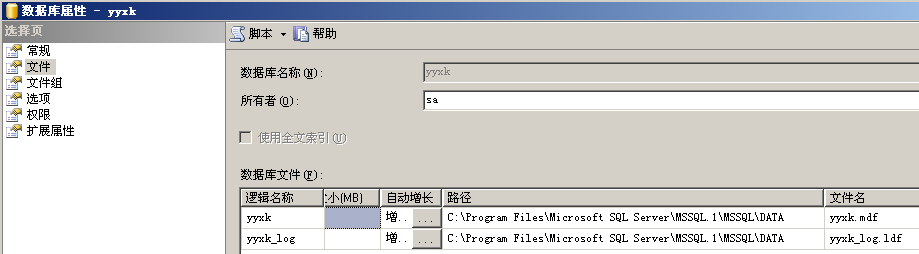 数据库属性 - yyxk
选择页
常规
文件
文件组
选项
权限
扩展属性
脚本 帮助
数据库名称(N): yyxk
所有者(O): sa
使用全文索引(U)
数据库文件(F):
逻辑名称 小(MB) 自动增长 路径 文件名
yyxk 增.. ... C:\Program Files\Microsoft SQL Server\MSSQL.1\MSSQL\DATA yyxk.mdf
yyxk_log 增.. ... C:\Program Files\Microsoft SQL Server\MSSQL.1\MSSQL\DATA yyxk_log.ldf